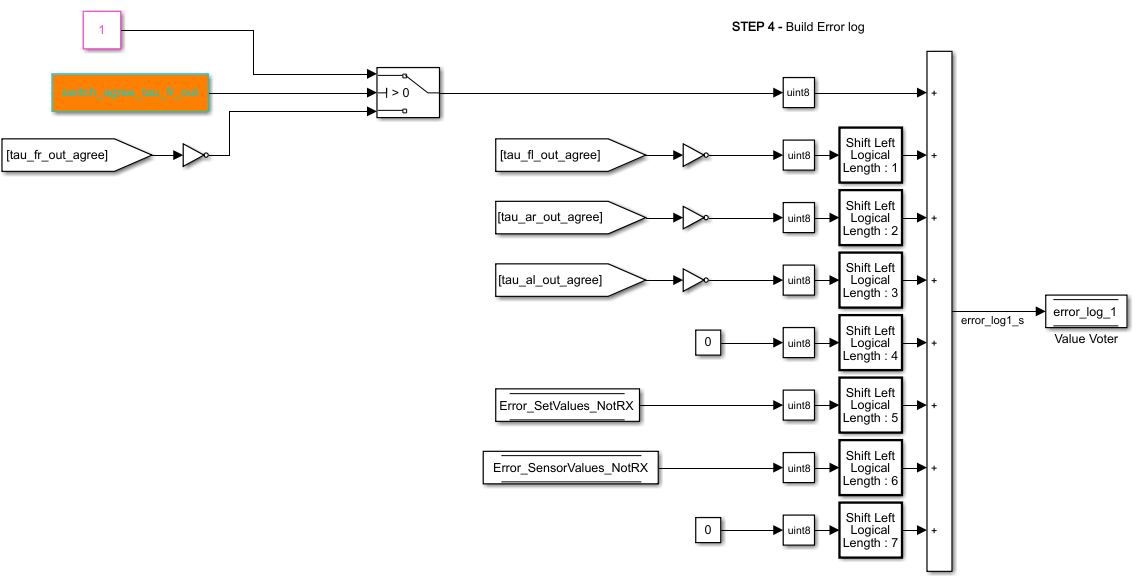 STEP 4 - Build Error log
1
> 0
uint8
+
[tau_fr_out_agree]
[tau_fl_out_agree]
uint8
Shift Left
Logical
Length : 1
+
[tau_ar_out_agree]
uint8
Shift Left
Logical
Length : 2
+
[tau_al_out_agree]
uint8
Shift Left
Logical
Length : 3
+
error_log1_s
error_log_1
Value Voter
0
uint8
Shift Left
Logical
Length : 4
+
Error_SetValues_NotRX
uint8
Shift Left
Logical
Length : 5
+
Error_SensorValues_NotRX
uint8
Shift Left
Logical
Length : 6
+
0
uint8
Shift Left
Logical
Length : 7
+